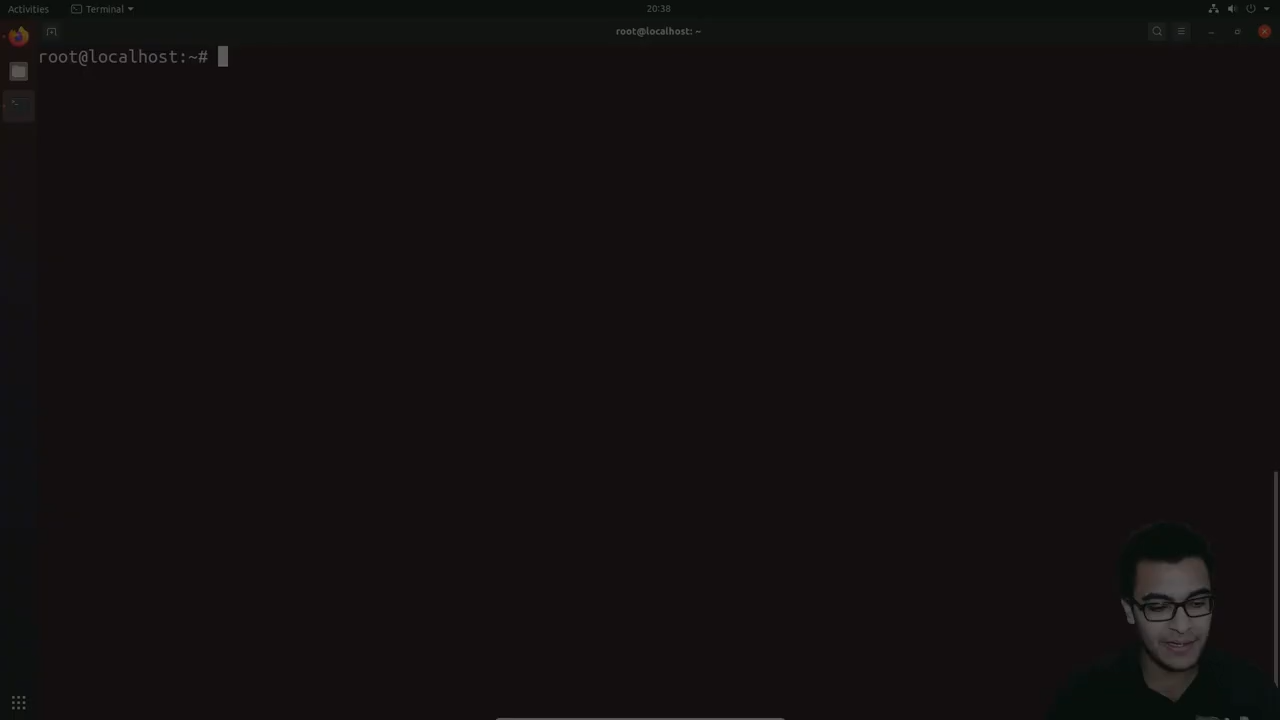 Activities
Terminal
20:38
root@localhost: ~
root@localhost:~#